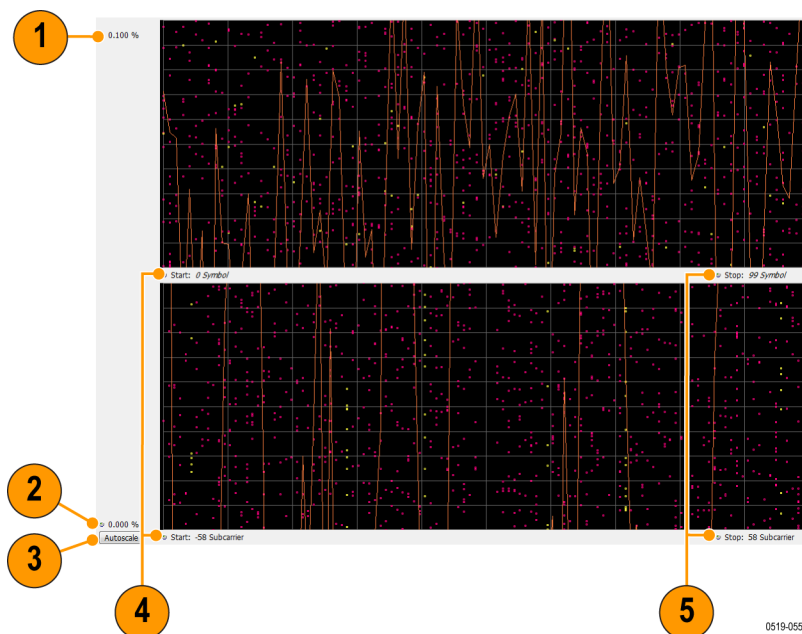 1
0.100 %
Start: 0 Symbol
Stop: 99 Symbol
2
0.000 %
3
Autoscale
Start: -58 Subcarrier
Stop: 58 Subcarrier
4
5
0519-055